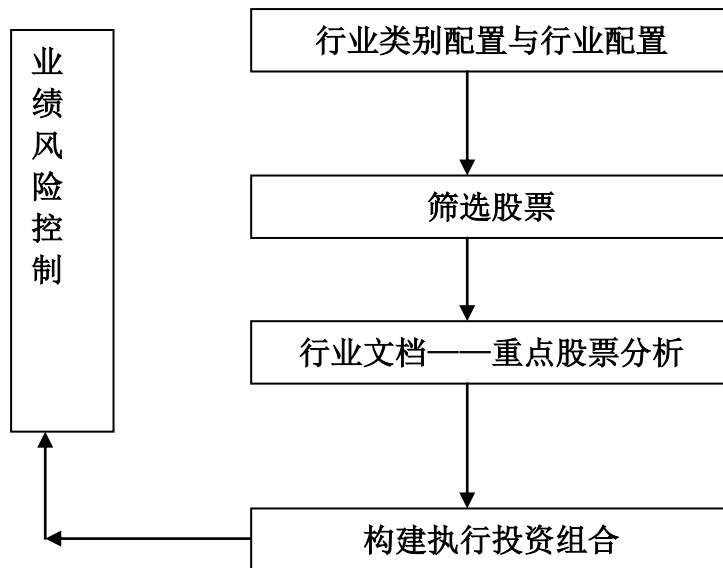 业绩风险控制
行业类别配置与行业配置
筛选股票
行业文档——重点股票分析
构建执行投资组合